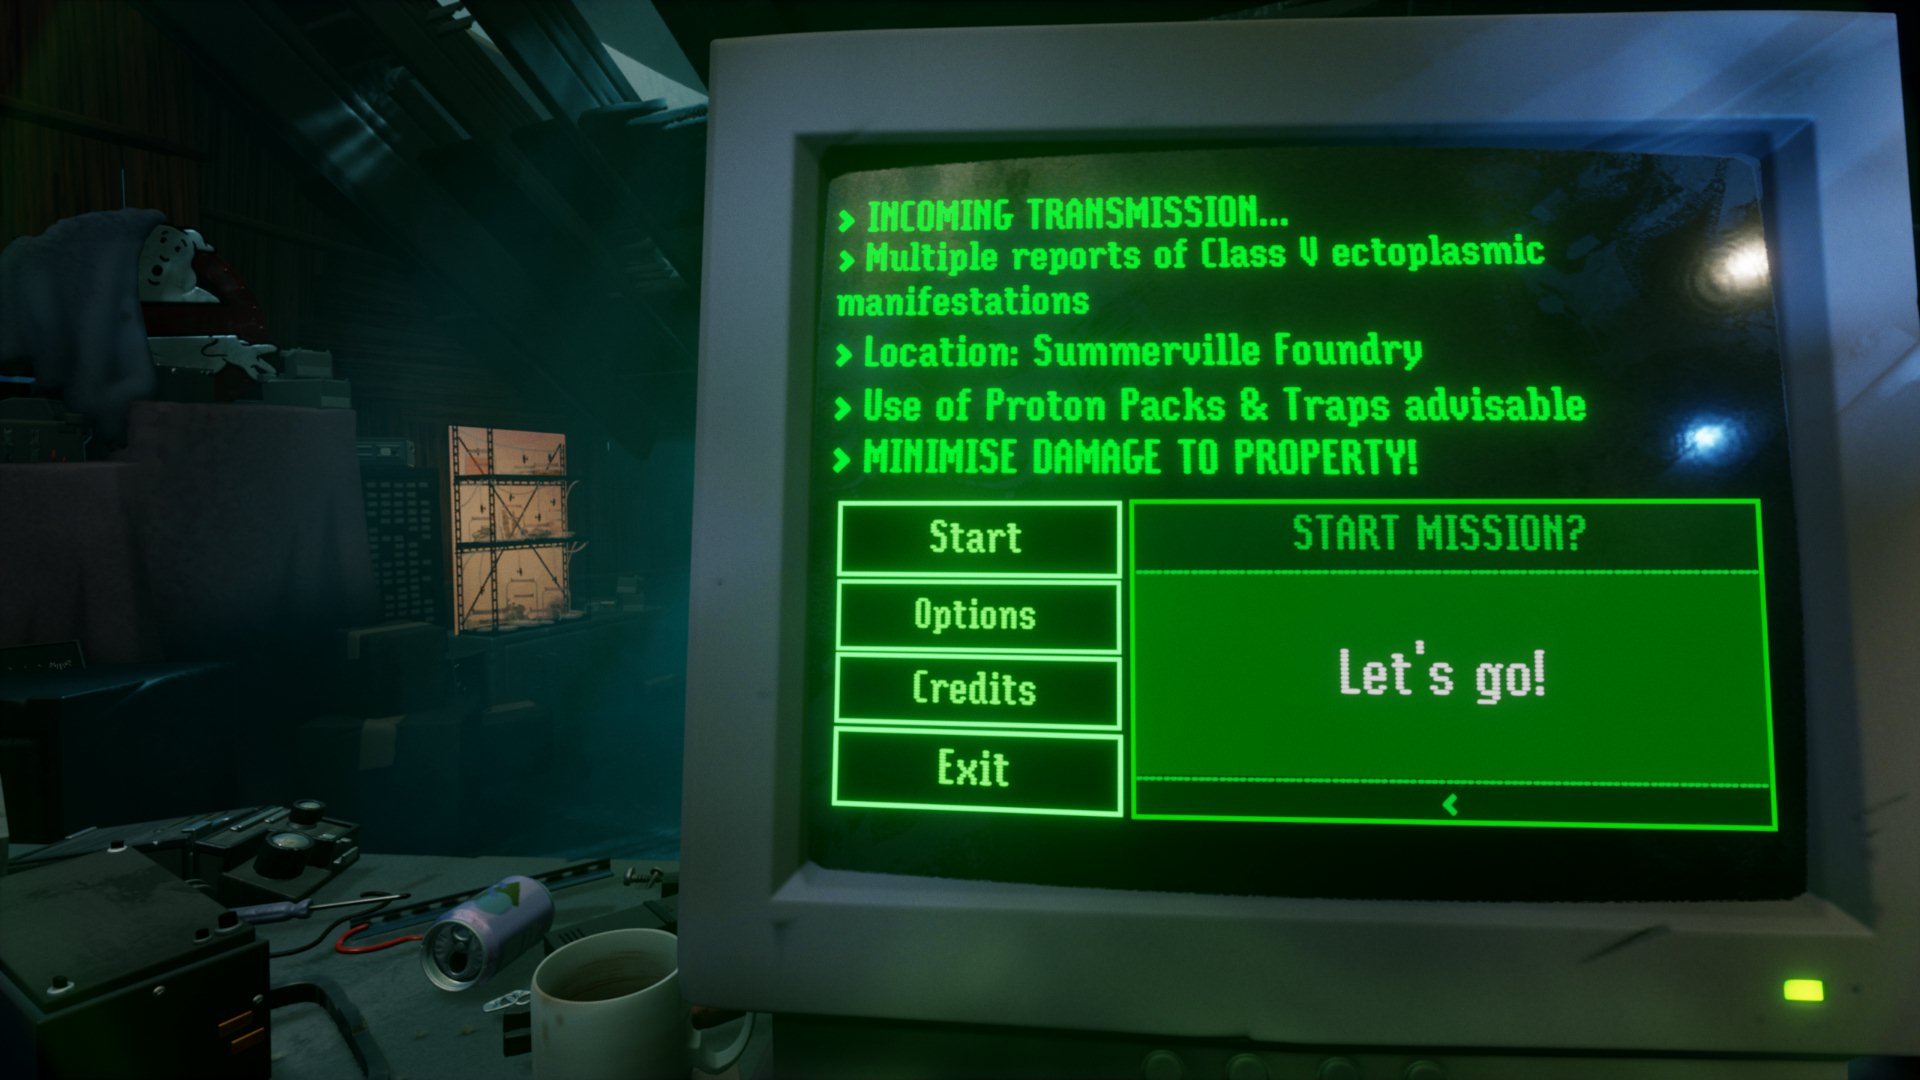 > INCOMING TRANSMISSION...
> Multiple reports of Class V ectoplasmic
manifestations
> Location: Summerville Foundry
> Use of Proton Packs & Traps advisable
> MINIMISE DAMAGE TO PROPERTY!
Start
Options
Credits
Exit
START MISSION?
Let's go!
<